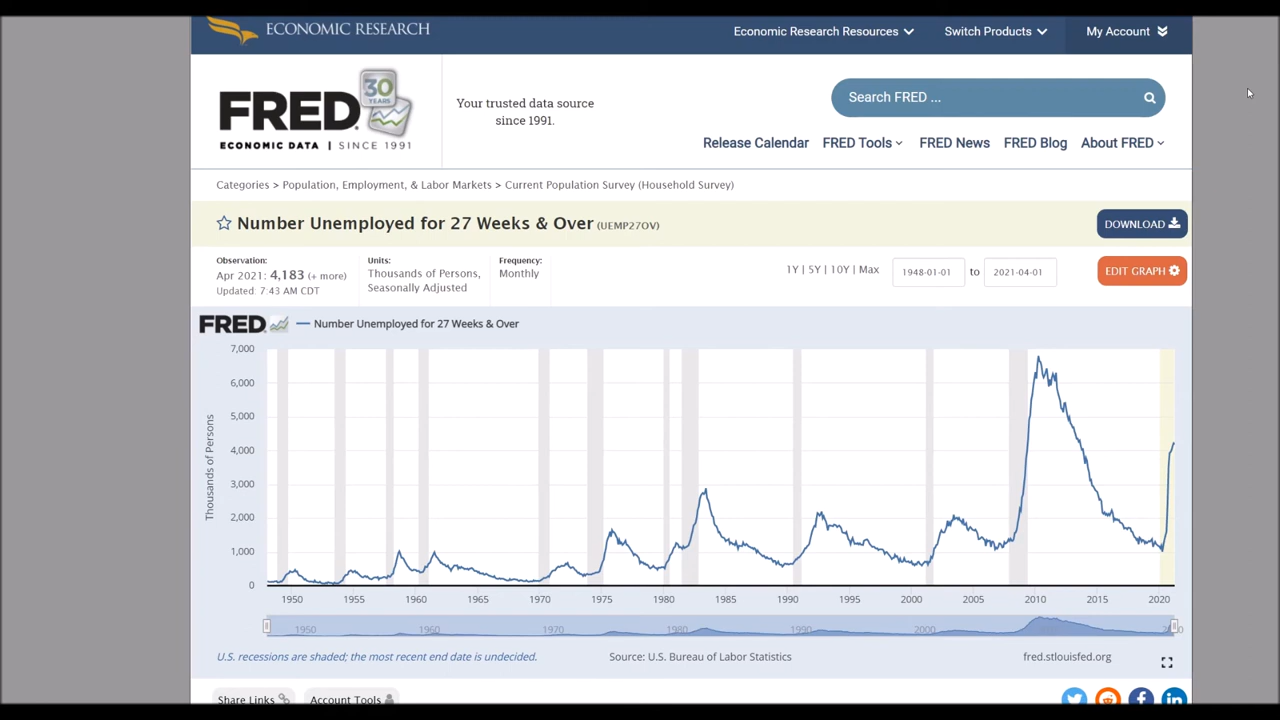 ECONOMIC RESEARCH
Economic Research Resources
Switch Products
My Account
FRED
30
YEARS
ECONOMIC DATA | SINCE 1991
Your trusted data source
since 1991.
Search FRED ...
Release Calendar
FRED Tools
FRED News
FRED Blog
About FRED
Categories > Population, Employment, & Labor Markets > Current Population Survey (Household Survey)
Number Unemployed for 27 Weeks & Over (UEMP27OV)
DOWNLOAD
Observation:
Apr 2021: 4,183 (+ more)
Updated: 7:43 AM CDT
Units:
Thousands of Persons,
Seasonally Adjusted
Frequency:
Monthly
1Y | 5Y | 10Y | Max
1948-01-01 to 2021-04-01
EDIT GRAPH
FRED
Number Unemployed for 27 Weeks & Over
Thousands of Persons
7,000
6,000
5,000
4,000
3,000
2,000
1,000
0
1950 1955 1960 1965 1970 1975 1980 1985 1990 1995 2000 2005 2010 2015 2020
1950 1960 1970 1980 1990 2000
U.S. recessions are shaded; the most recent end date is undecided.
Source: U.S. Bureau of Labor Statistics
fred.stlouisfed.org
Share Links
Account Tools